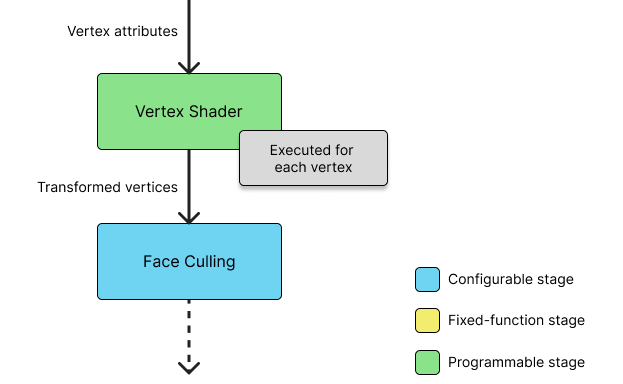 Vertex attributes
Vertex Shader
Executed for
each vertex
Transformed vertices
Face Culling
Configurable stage
Fixed-function stage
Programmable stage